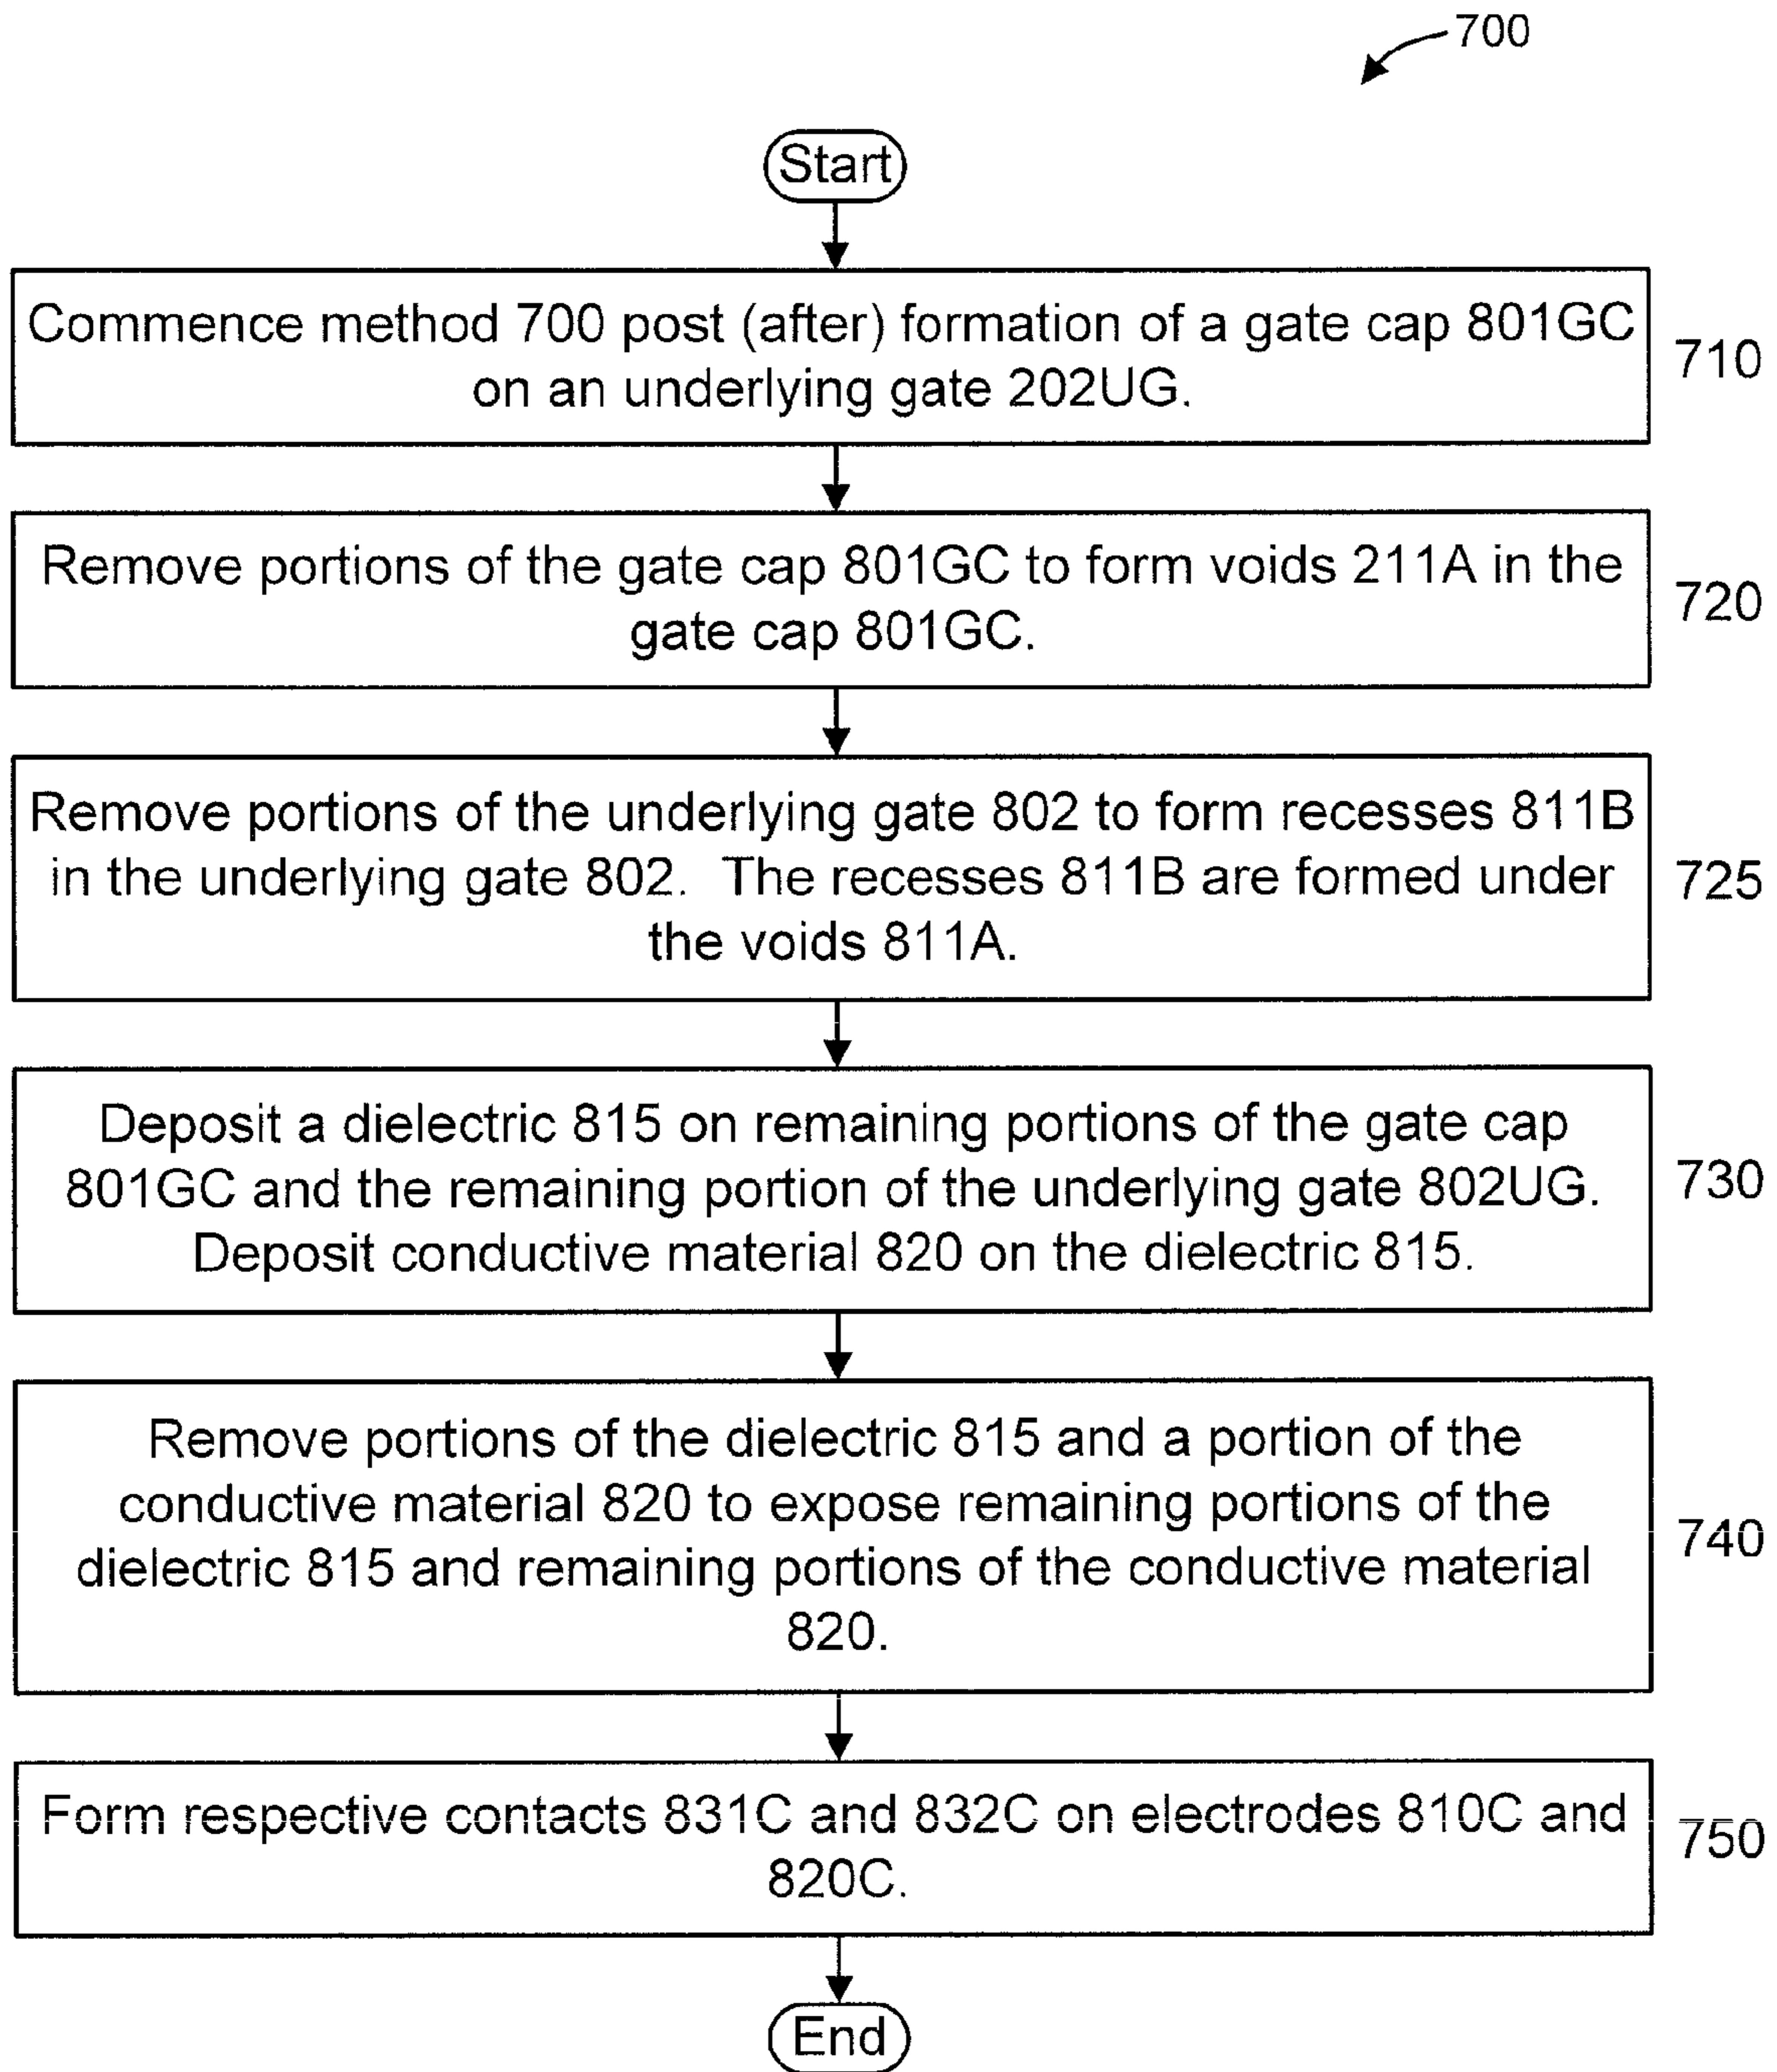 700
Start
Commence method 700 post (after) formation of a gate cap 801GC
on an underlying gate 202UG.
710
Remove portions of the gate cap 801GC to form voids 211A in the
gate cap 801GC.
720
Remove portions of the underlying gate 802 to form recesses 811B
in the underlying gate 802. The recesses 811B are formed under
the voids 811A.
725
Deposit a dielectric 815 on remaining portions of the gate cap
801GC and the remaining portion of the underlying gate 802UG.
Deposit conductive material 820 on the dielectric 815.
730
Remove portions of the dielectric 815 and a portion of the
conductive material 820 to expose remaining portions of the
dielectric 815 and remaining portions of the conductive material
820.
740
Form respective contacts 831C and 832C on electrodes 810C and
820C.
750
End